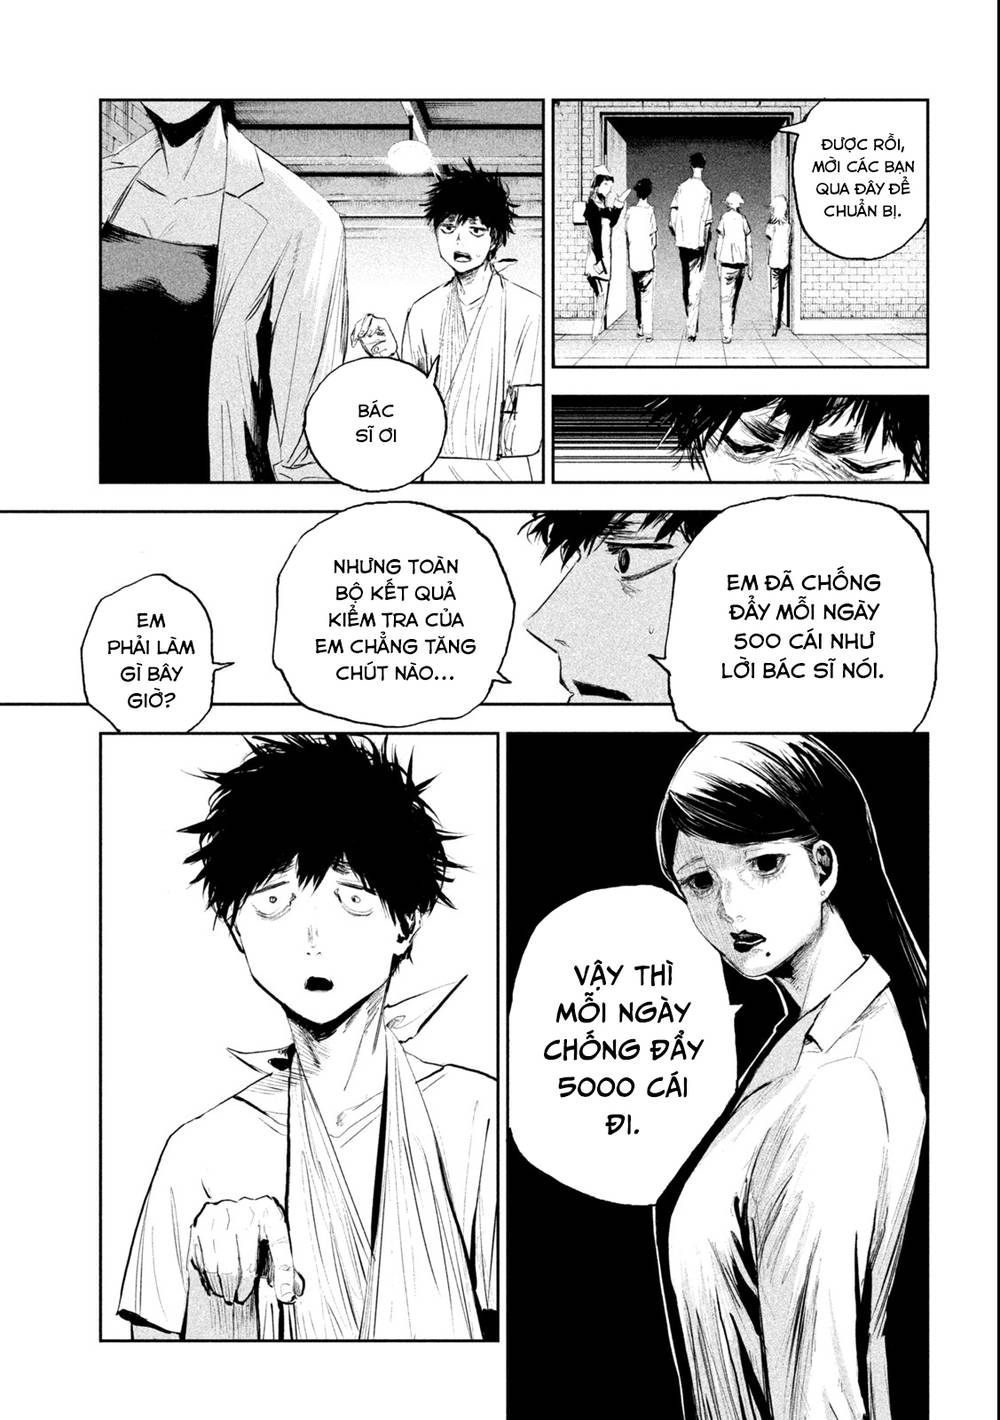 ĐƯỢC RỒI,
MỜI CÁC BẠN
QUA ĐÂY ĐỂ
CHUẨN BỊ.
BÁC
SĨ ƠI
EM ĐÃ CHỐNG
ĐẨY MỖI NGÀY
500 CÁI NHƯ
LỜI BÁC SĨ NÓI.
NHƯNG TOÀN
BỘ KẾT QUẢ
KIỂM TRA CỦA
EM CHẲNG TĂNG
CHÚT NÀO...
EM
PHẢI LÀM
GÌ BÂY
GIỜ?
VẬY THÌ
MỖI NGÀY
CHỐNG ĐẨY
5000 CÁI
ĐI.